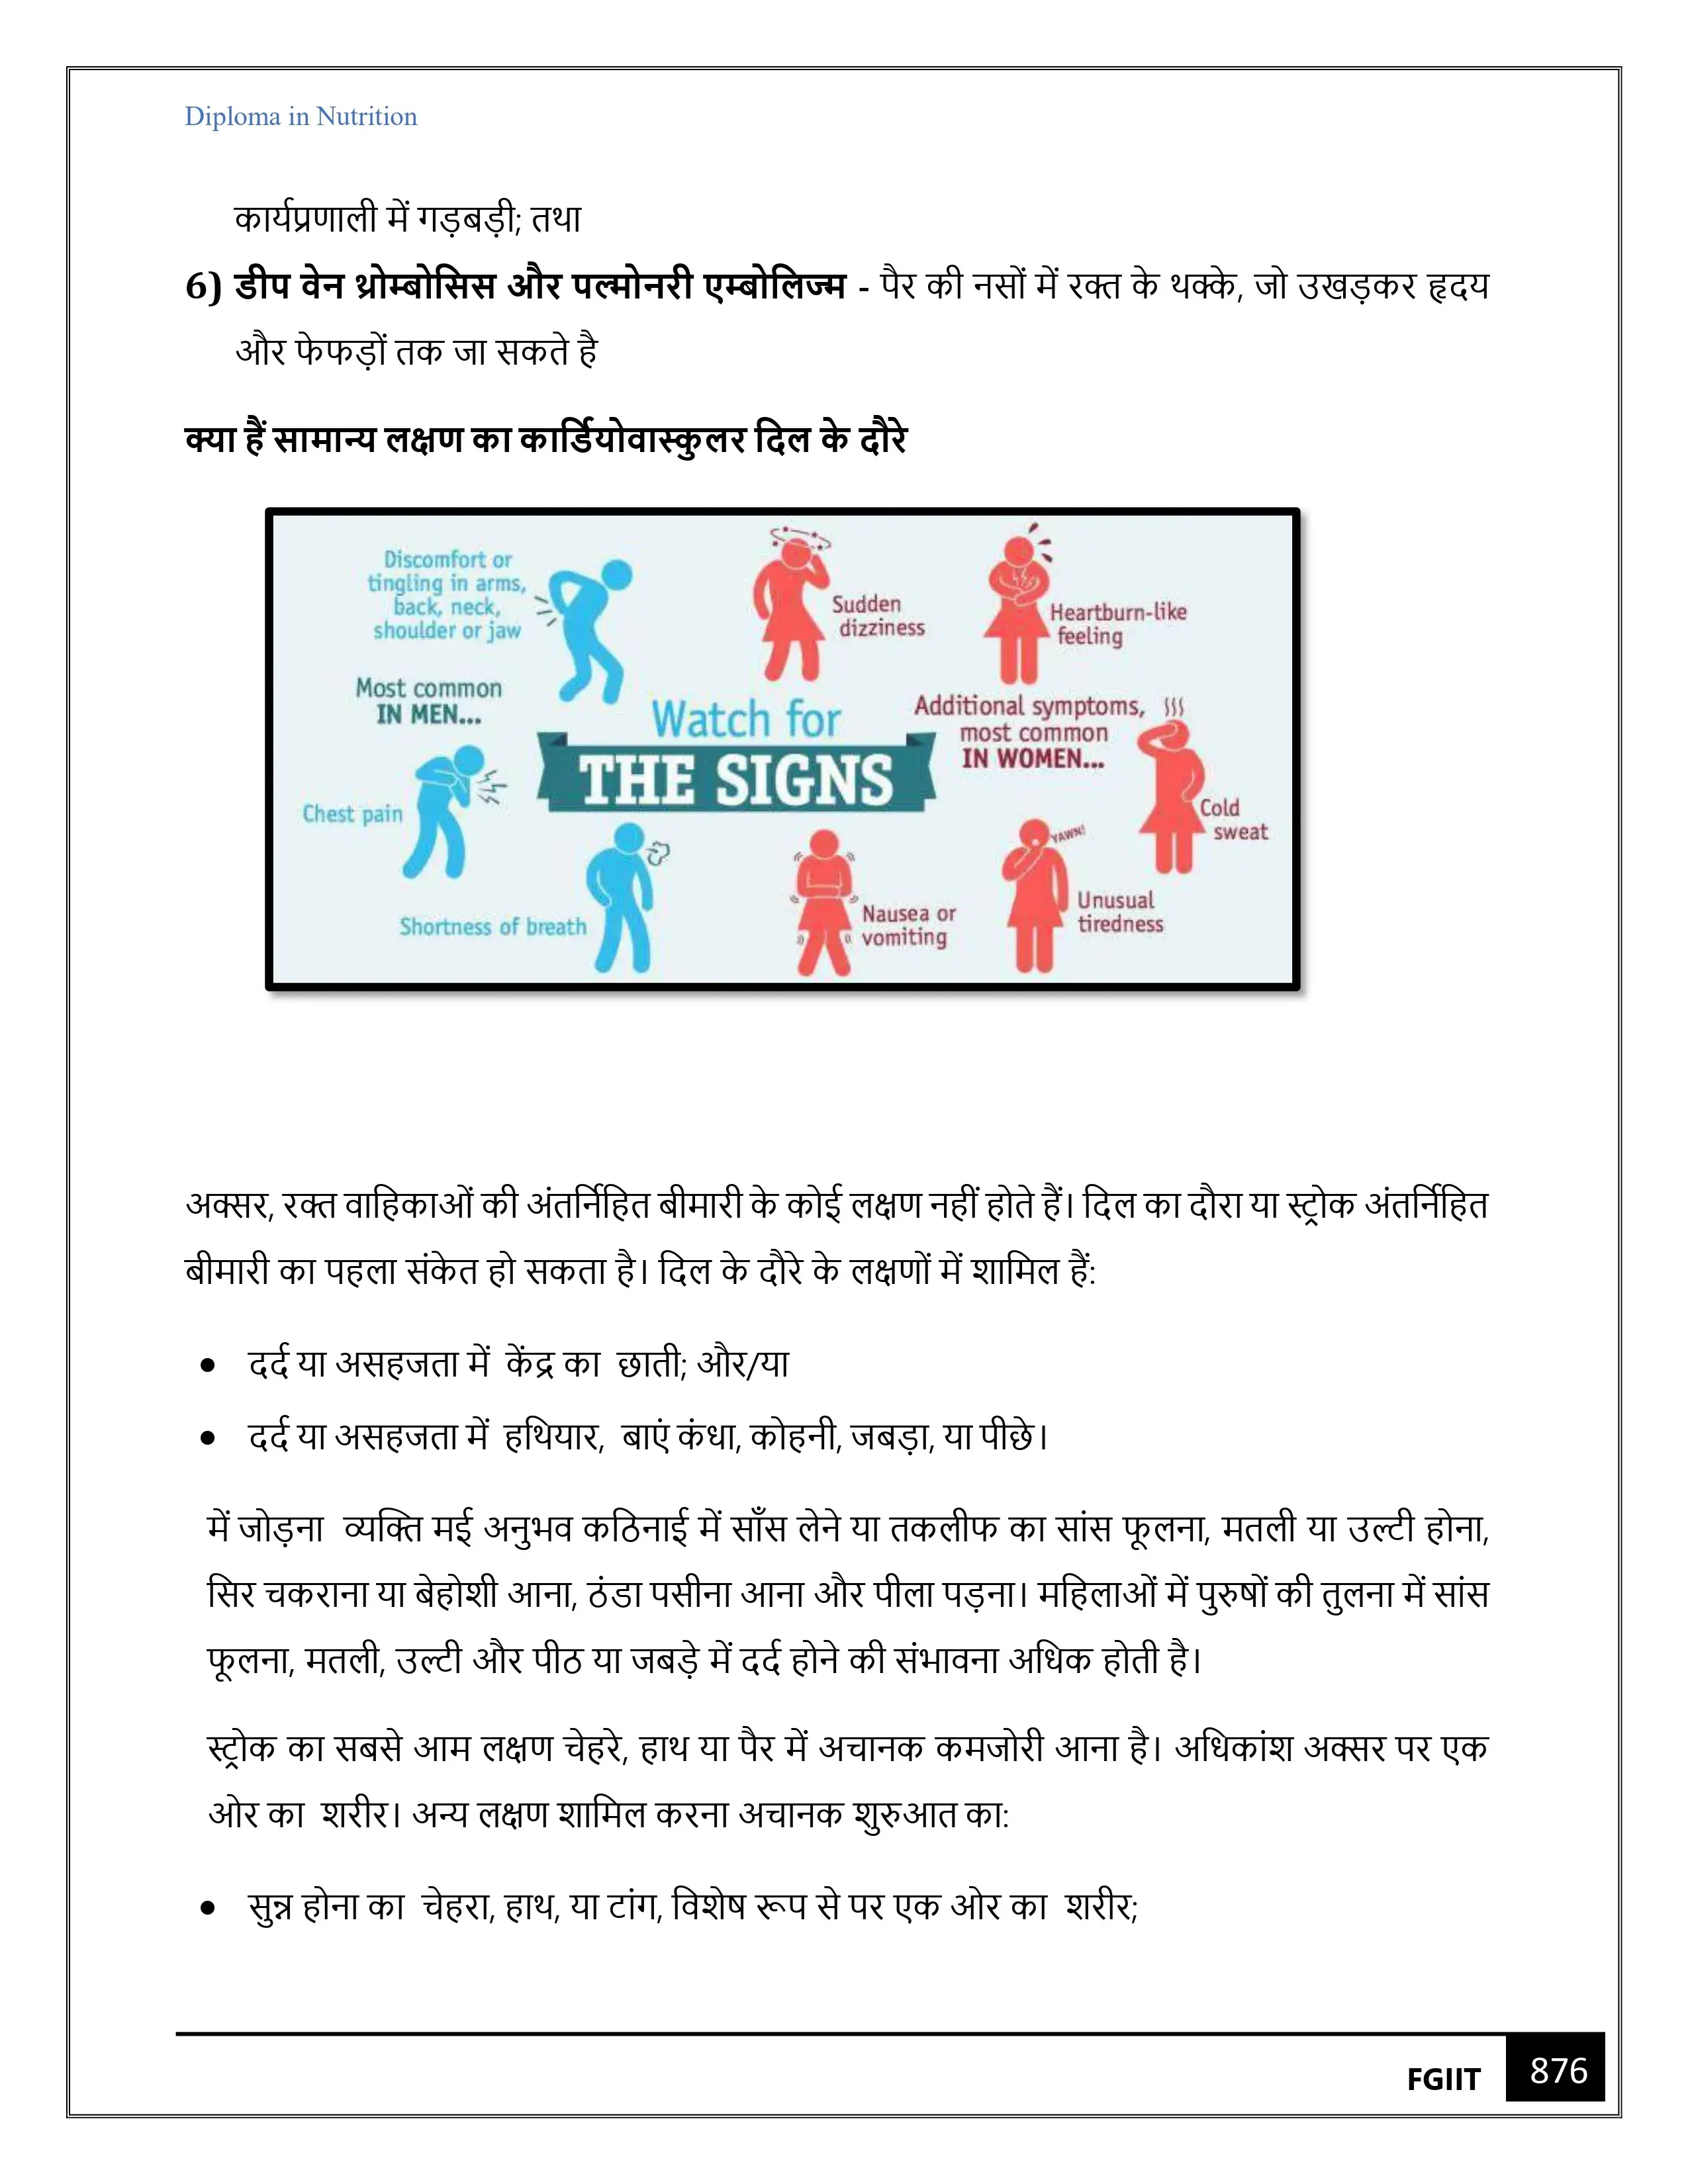 Diploma in Nutrition
कार्यप्रणाली में गड़बड़ी; तथा
6) डीप वेन थ्रोम्बोसिस और पल्मोनरी एम्बोलिज्म - पैर की नसों में रक्त के थक्के, जो उखड़कर हृदय
और फेफड़ों तक जा सकते है
क्या हैं सामान्य लक्षण का कार्डियोवास्कुलर दिल के दौरे
Discomfort or
tingling in arms,
back, neck,
shoulder or jaw
Sudden
dizziness
Heartburn-like
feeling
Most common
IN MEN...
Watch for
THE SIGNS
Additional symptoms,
most common
IN WOMEN...
Chest pain
Cold
sweat
YAWN!
Shortness of breath
Nausea or
vomiting
Unusual
tiredness
अक्सर, रक्त वाहिकाओं की अंतर्निहित बीमारी के कोई लक्षण नहीं होते हैं। दिल का दौरा या स्ट्रोक अंतर्निहित
बीमारी का पहला संकेत हो सकता है। दिल के दौरे के लक्षणों में शामिल हैं:
• दर्द या असहजता में केंद्र का छाती; और/या
• दर्द या असहजता में हथियार, बाएं कंधा, कोहनी, जबड़ा, या पीछे।
में जोड़ना व्यक्ति मई अनुभव कठिनाई में साँस लेने या तकलीफ का सांस फूलना, मतली या उल्टी होना,
सिर चकराना या बेहोशी आना, ठंडा पसीना आना और पीला पड़ना। महिलाओं में पुरुषों की तुलना में सांस
फूलना, मतली, उल्टी और पीठ या जबड़े में दर्द होने की संभावना अधिक होती है।
स्ट्रोक का सबसे आम लक्षण चेहरे, हाथ या पैर में अचानक कमजोरी आना है। अधिकांश अक्सर पर एक
ओर का शरीर। अन्य लक्षण शामिल करना अचानक शुरुआत का:
• सुन्न होना का चेहरा, हाथ, या टांग, विशेष रूप से पर एक ओर का शरीर;
FGIIT 876